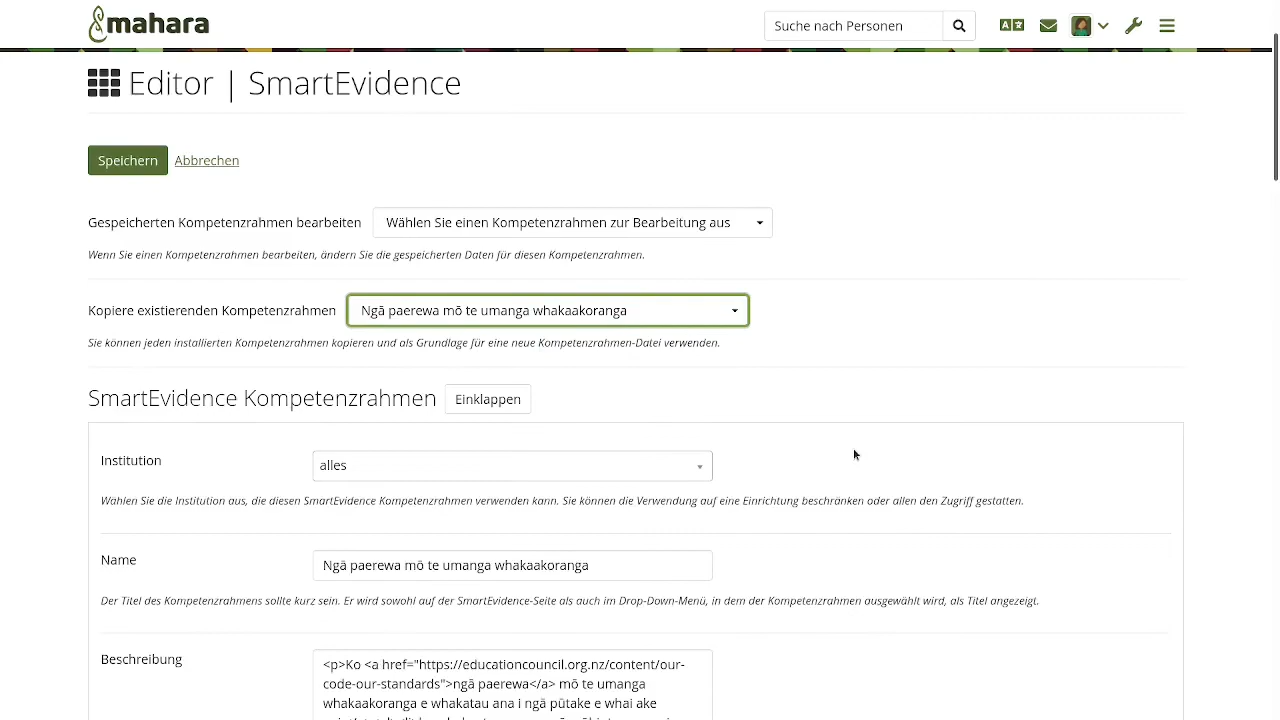 mahara
Suche nach Personen
Editor | SmartEvidence
Speichern Abbrechen
Gespeicherten Kompetenzrahmen bearbeiten Wählen Sie einen Kompetenzrahmen zur Bearbeitung aus
Wenn Sie einen Kompetenzrahmen bearbeiten, ändern Sie die gespeicherten Daten für diesen Kompetenzrahmen.
Kopiere existierenden Kompetenzrahmen Ngā paerewa mō te umanga whakaakoranga
Sie können jeden installierten Kompetenzrahmen kopieren und als Grundlage für eine neue Kompetenzrahmen-Datei verwenden.
SmartEvidence Kompetenzrahmen Einklappen
Institution alles
Wählen Sie die Institution aus, die diesen SmartEvidence Kompetenzrahmen verwenden kann. Sie können die Verwendung auf eine Einrichtung beschränken oder allen den Zugriff gestatten.
Name Ngā paerewa mō te umanga whakaakoranga
Der Titel des Kompetenzrahmens sollte kurz sein. Er wird sowohl auf der SmartEvidence-Seite als auch im Drop-Down-Menü, in dem der Kompetenzrahmen ausgewählt wird, als Titel angezeigt.
Beschreibung <p>Ko <a href="https://educationcouncil.org.nz/content/our-
code-our-standards">ngā paerewa</a> mō te umanga
whakaakoranga e whakatau ana i ngā pūtake e whai ake